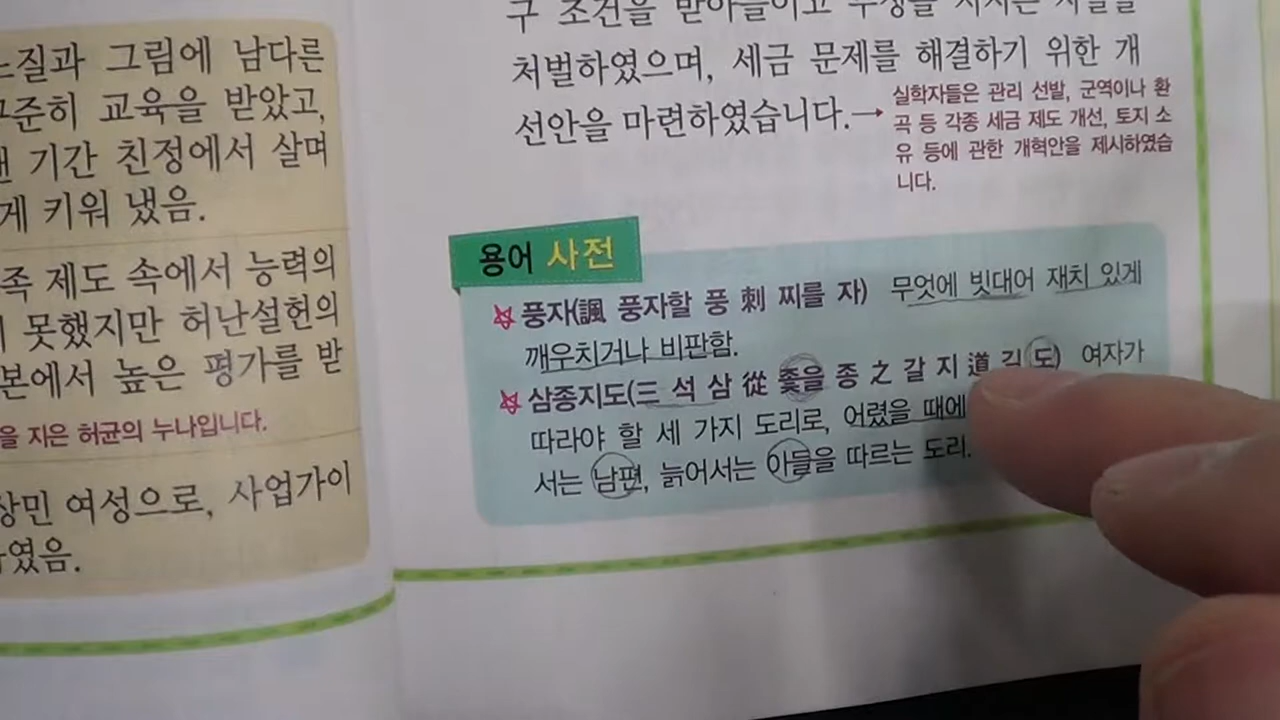 느질과 그림에 남다른
꾸준히 교육을 받았고,
기간 친정에서 살며
게 키워 냈음.
족 제도 속에서 능력의
못했지만 허난설헌의
본에서 높은 평가를 받
을 지은 허균의 누나입니다.
상민 여성으로, 사업가이
였음.
구 조건을 받아들이고
처벌하였으며, 세금 문제를 해결하기 위한 개
선안을 마련하였습니다.→
실학자들은 관리 선발, 군역이나 환
곡 등 각종 세금 제도 개선, 토지 소
유 등에 관한 개혁안을 제시하였습
니다.
용어 사전
☆풍자(諷 풍자할 풍 刺 찌를 자) 무엇에 빗대어 재치 있게
깨우치거나 비판함.
☆삼종지도(三 석 삼 從 좇을 종 之 갈 지 道 길 도) 여자가
따라야 할 세 가지 도리로, 어렸을 때에
서는 남편, 늙어서는 아들을 따르는 도리.